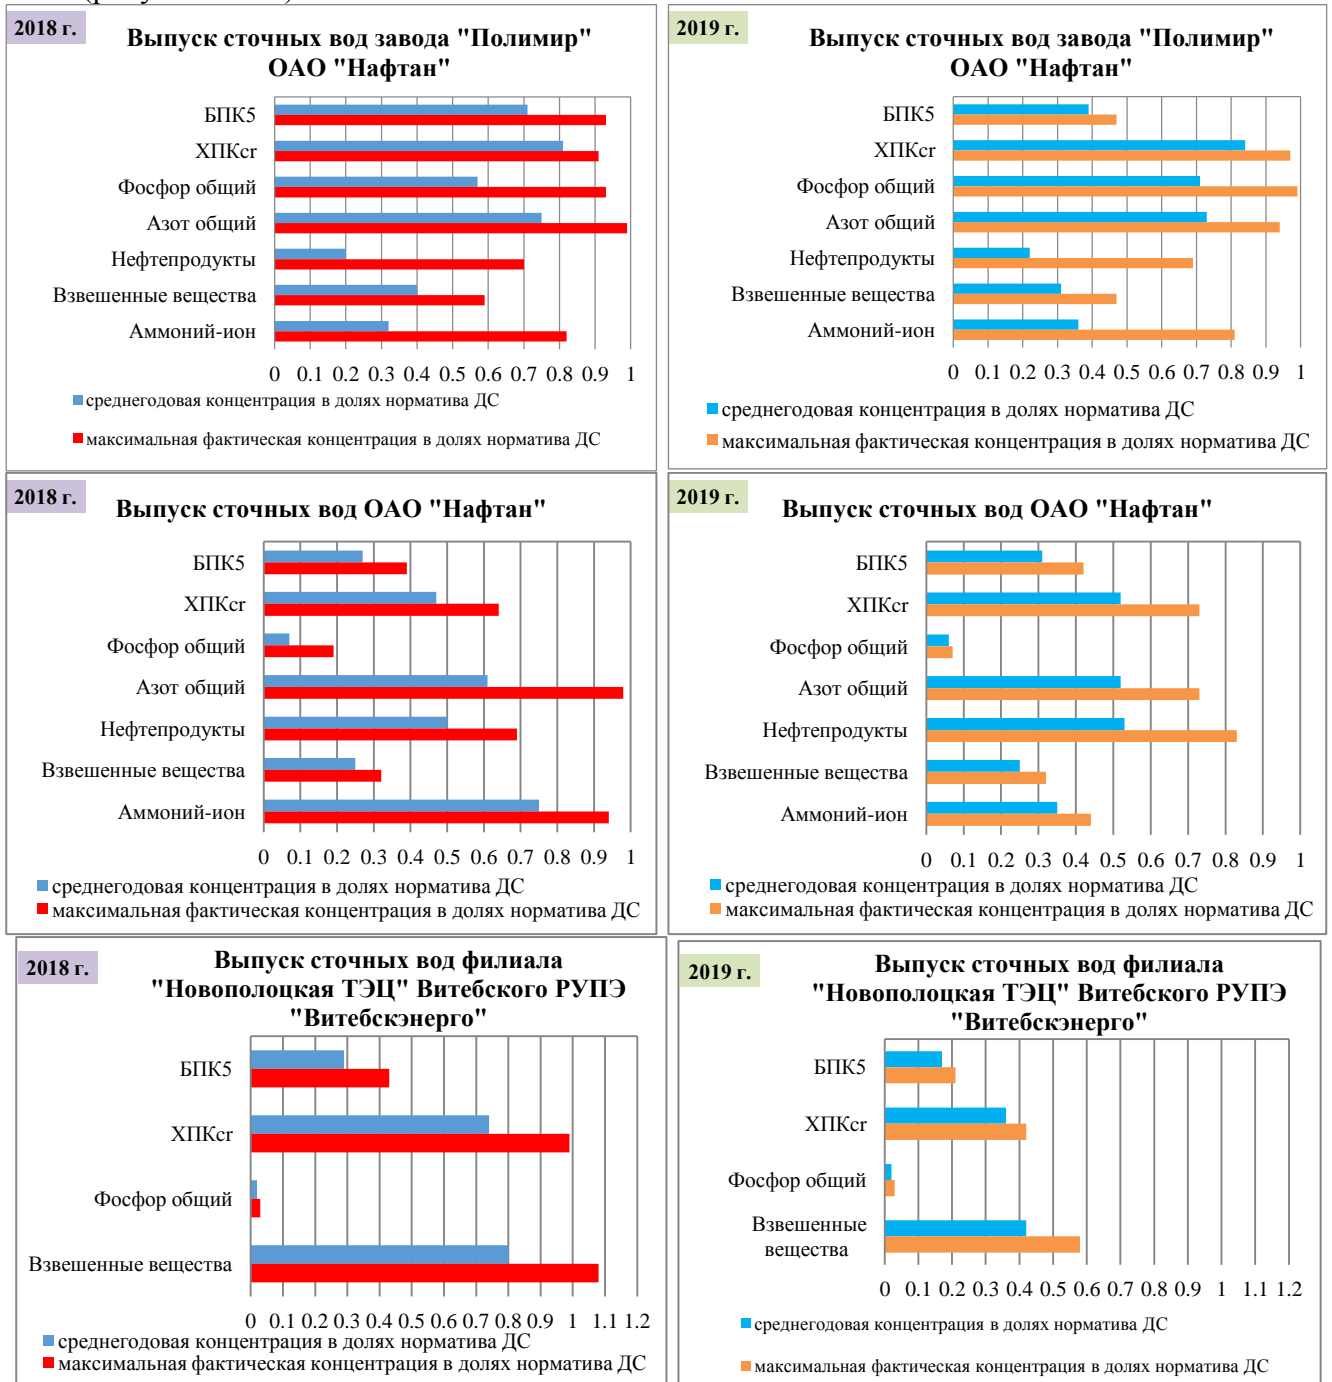 2018 г.
Выпуск сточных вод завода "Полимир"
ОАО "Нафтан"
БПК5
ХПКcr
Фосфор общий
Азот общий
Нефтепродукты
Взвешенные вещества
Аммоний-ион
0 0.1 0.2 0.3 0.4 0.5 0.6 0.7 0.8 0.9 1
среднегодовая концентрация в долях норматива ДС
максимальная фактическая концентрация в долях норматива ДС
2019 г.
Выпуск сточных вод завода "Полимир"
ОАО "Нафтан"
БПК5
ХПКcr
Фосфор общий
Азот общий
Нефтепродукты
Взвешенные вещества
Аммоний-ион
0 0.1 0.2 0.3 0.4 0.5 0.6 0.7 0.8 0.9 1
среднегодовая концентрация в долях норматива ДС
максимальная фактическая концентрация в долях норматива ДС
2018 г.
Выпуск сточных вод ОАО "Нафтан"
БПК5
ХПКcr
Фосфор общий
Азот общий
Нефтепродукты
Взвешенные вещества
Аммоний-ион
0 0.1 0.2 0.3 0.4 0.5 0.6 0.7 0.8 0.9 1
среднегодовая концентрация в долях норматива ДС
максимальная фактическая концентрация в долях норматива ДС
2019 г.
Выпуск сточных вод ОАО "Нафтан"
БПК5
ХПКcr
Фосфор общий
Азот общий
Нефтепродукты
Взвешенные вещества
Аммоний-ион
0 0.1 0.2 0.3 0.4 0.5 0.6 0.7 0.8 0.9 1
среднегодовая концентрация в долях норматива ДС
максимальная фактическая концентрация в долях норматива ДС
2018 г.
Выпуск сточных вод филиала
"Новополоцкая ТЭЦ" Витебского РУПЭ
"Витебскэнерго"
БПК5
ХПКcr
Фосфор общий
Взвешенные вещества
0 0.1 0.2 0.3 0.4 0.5 0.6 0.7 0.8 0.9 1 1.1 1.2
среднегодовая концентрация в долях норматива ДС
максимальная фактическая концентрация в долях норматива ДС
2019 г.
Выпуск сточных вод филиала
"Новополоцкая ТЭЦ" Витебского РУПЭ
"Витебскэнерго"
БПК5
ХПКcr
Фосфор общий
Взвешенные
вещества
0 0.1 0.2 0.3 0.4 0.5 0.6 0.7 0.8 0.9 1 1.1 1.2
среднегодовая концентрация в долях норматива ДС
максимальная фактическая концентрация в долях норматива ДС